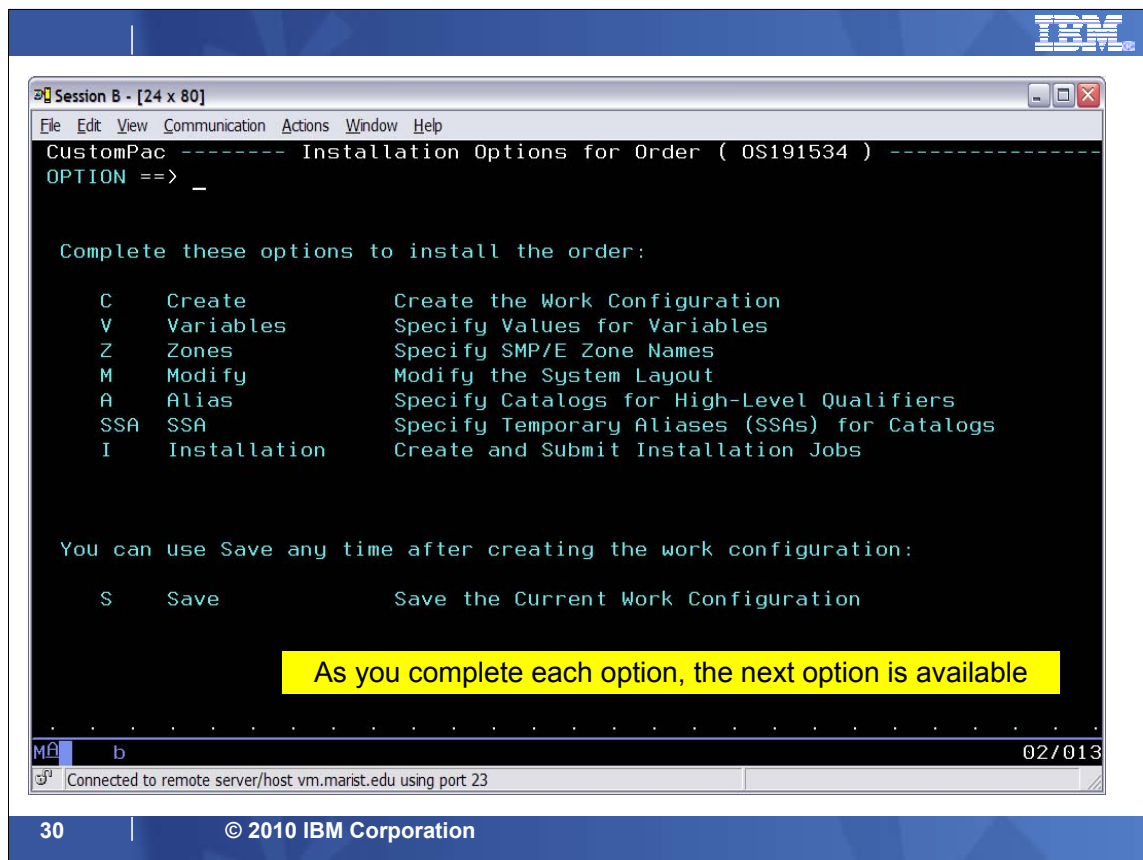 IBM®
Session B - [24 x 80]
File Edit View Communication Actions Window Help
CustomPac -------- Installation Options for Order ( OS191534 ) ----------------
OPTION ==> _
Complete these options to install the order:
C Create Create the Work Configuration
V Variables Specify Values for Variables
Z Zones Specify SMP/E Zone Names
M Modify Modify the System Layout
A Alias Specify Catalogs for High-Level Qualifiers
SSA SSA Specify Temporary Aliases (SSAs) for Catalogs
I Installation Create and Submit Installation Jobs
You can use Save any time after creating the work configuration:
S Save Save the Current Work Configuration
As you complete each option, the next option is available
. . . . . . . . . . . . . . . . . . . . . . . . . . .
MA b 02/013
Connected to remote server/host vm.marist.edu using port 23
30 © 2010 IBM Corporation